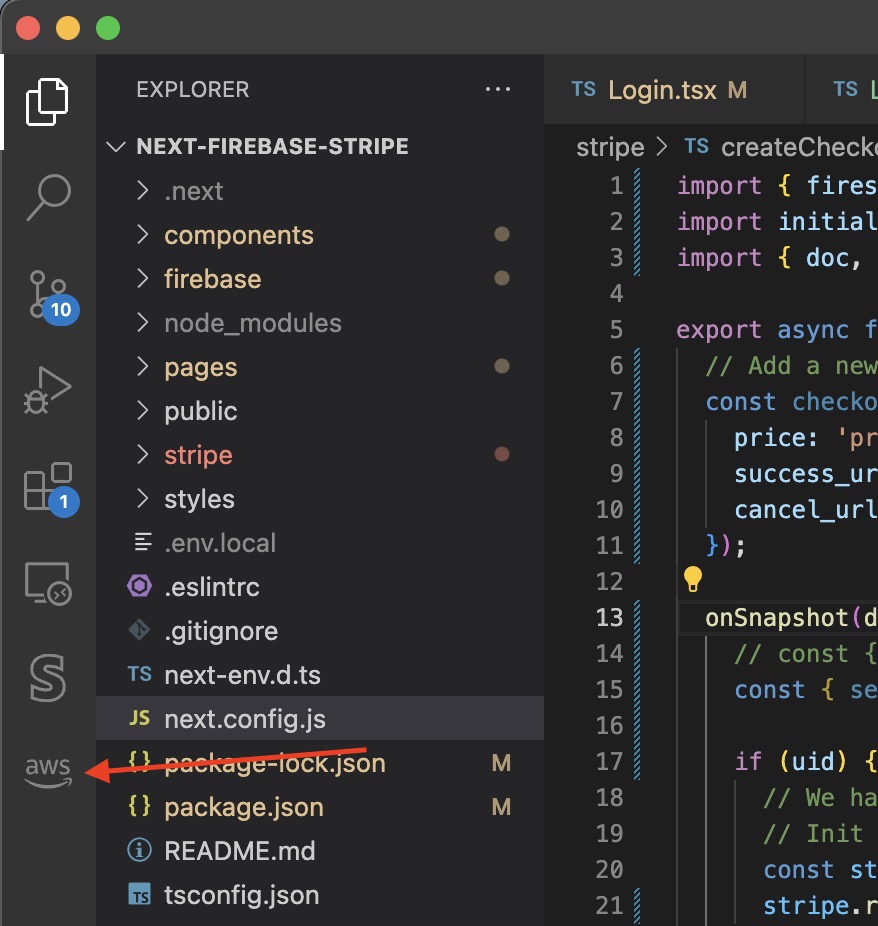 EXPLORER ...
NEXT-FIREBASE-STRIPE
.next
components
firebase
node_modules
pages
public
stripe
styles
.env.local
.eslintrc
.gitignore
TS next-env.d.ts
JS next.config.js
{} package-lock.json M
{} package.json M
README.md
TS tsconfig.json
10
1
S
aws
TS Login.tsx M
TS L
stripe > TS createChecko
1 import { fires
2 import initial
3 import { doc,
4
5 export async f
6 // Add a new
7 const checko
8 price: 'pr
9 success_ur
10 cancel_url
11 });
12
13 onSnapshot(d
14 // const {
15 const { se
16
17 if (uid) {
18 // We ha
19 // Init
20 const st
21 stripe.r